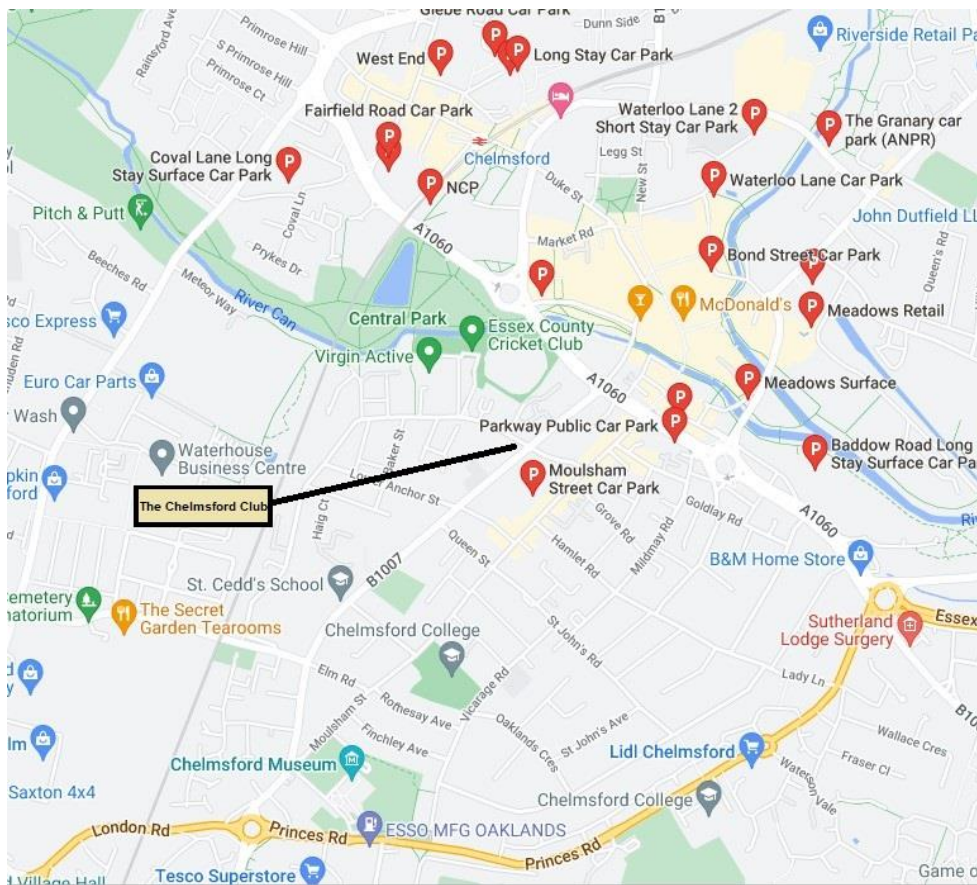 Glebe Road Car Park
Dunn Side
Riverside Retail Pa
Rainsford Ave
Primrose Hill
S Primrose Hill
Primrose Hill
Primrose Ct
West End
Long Stay Car Park
Fairfield Road Car Park
Waterloo Lane 2
Short Stay Car Park
The Granary car
park (ANPR)
Coval Lane Long
Stay Surface Car Park
Chelmsford
Legg St
New St
NCP
Duke St
Waterloo Lane Car Park
Pitch & Putt
Coval Ln
A1060
Market Rd
John Dutfield LL
Queen's Rd
Prykes Dr
Beeches Rd
Meteor Way
Bond Street Car Park
River Can
McDonald's
Meadows Retail
esco Express
Central Park
Essex County
Cricket Club
Virgin Active
A1060
Euro Car Parks
Meadows Surface
r Wash
Parkway Public Car Park
Waterhouse
Business Centre
Baker St
Baddow Road Long
Stay Surface Car Pa
Moulsham
Street Car Park
The Chelmsford Club
Lower Anchor St
Haig Ct
Goldlay Rd
A1060
Grove Rd
Mildmay Rd
Hamlet Rd
Queen St
B&M Home Store
B1007
St. Cedd's School
Essex
The Secret
Garden Tearooms
Sutherland
Lodge Surgery
Chelmsford College
St John's Rd
Elm Rd
Lady Ln
Moulsham St
Rothesay Ave
Vicarage Rd
Finchley Ave
Oaklands Cres
St John's Ave
Wallace Cres
Lidl Chelmsford
Chelmsford Museum
Fraser Cl
Waterson Vale
Saxton 4x4
Chelmsford College
London Rd
Princes Rd
ESSO MFG OAKLANDS
Princes Rd
Tesco Superstore
Village Hall
Game